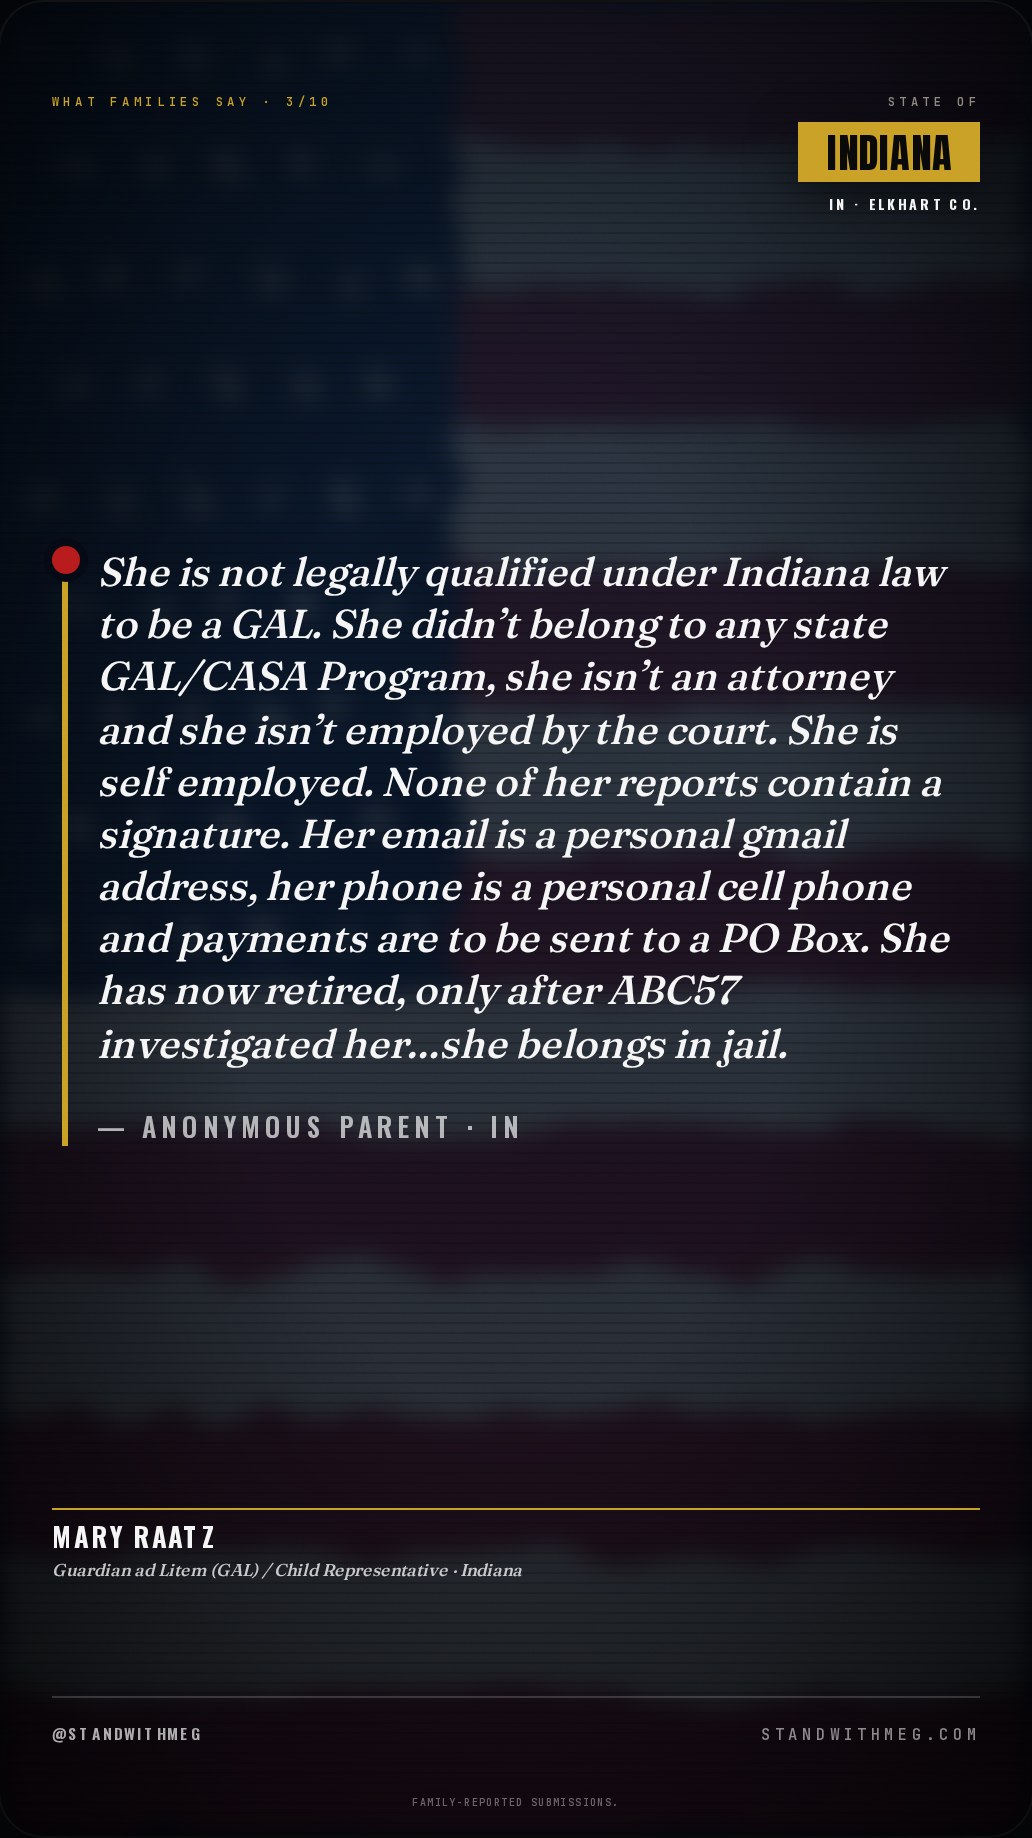 WHAT FAMILIES SAY · 3/10
STATE OF
INDIANA
IN · ELKHART CO.
She is not legally qualified under Indiana law
to be a GAL. She didn’t belong to any state
GAL/CASA Program, she isn’t an attorney
and she isn’t employed by the court. She is
self employed. None of her reports contain a
signature. Her email is a personal gmail
address, her phone is a personal cell phone
and payments are to be sent to a PO Box. She
has now retired, only after ABC57
investigated her...she belongs in jail.
— ANONYMOUS PARENT · IN
MARY RAATZ
Guardian ad Litem (GAL) / Child Representative · Indiana
@STANDWITHMEG
STANDWITHMEG.COM
FAMILY-REPORTED SUBMISSIONS.